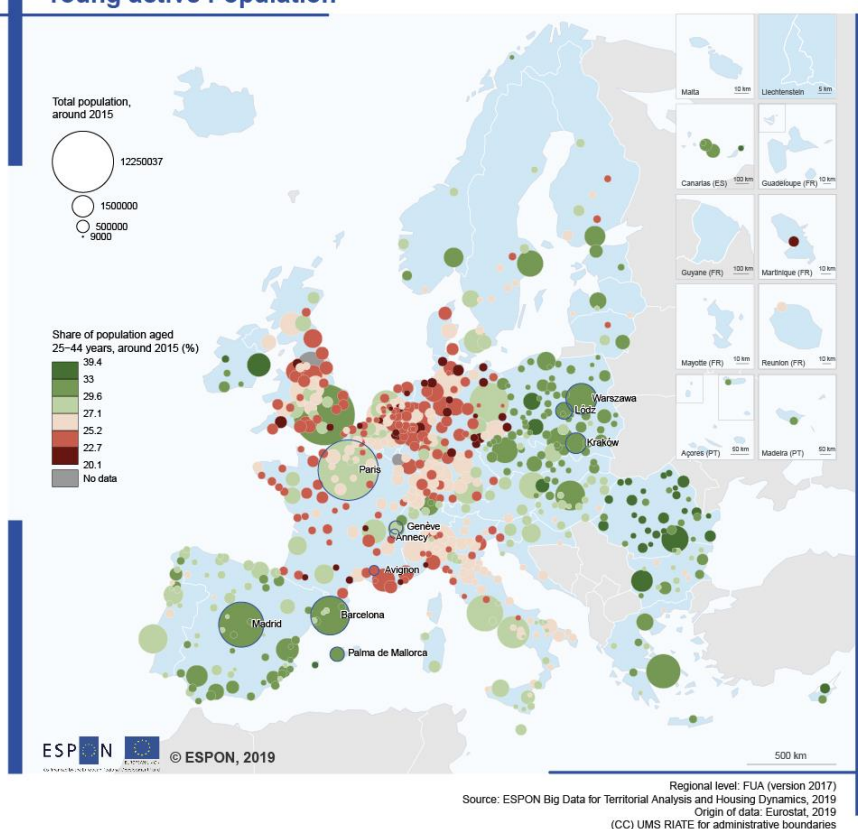 Young active Population
Total population,
around 2015
12250037
1500000
500000
9000
Share of population aged
25−44 years, around 2015 (%)
39.4
33
29.6
27.1
25.2
22.7
20.1
No data
Malta
10 km
Liechtenstein
5 km
Canarias (ES)
100 km
Guadeloupe (FR)
10 km
Guyane (FR)
100 km
Martinique (FR)
10 km
Mayotte (FR)
10 km
Reunion (FR)
10 km
Açores (PT)
50 km
Madeira (PT)
50 km
Warszawa
Lódz
Kraków
Paris
Genève
Annecy
Avignon
Barcelona
Madrid
Palma de Mallorca
ESPON
© ESPON, 2019
500 km
Regional level: FUA (version 2017)
Source: ESPON Big Data for Territorial Analysis and Housing Dynamics, 2019
Origin of data: Eurostat, 2019
(CC) UMS RIATE for administrative boundaries